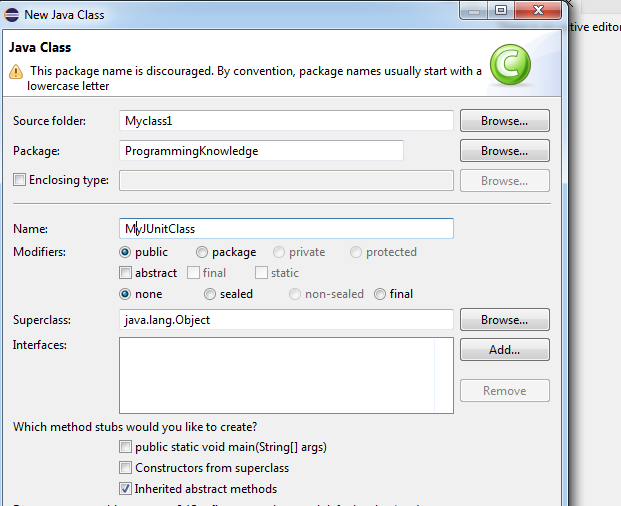 New Java Class
Java Class
This package name is discouraged. By convention, package names usually start with a
lowercase letter
tive editor
Source folder: Myclass1 Browse...
Package: ProgrammingKnowledge Browse...
Enclosing type: Browse...
Name: MyJUnitClass
Modifiers: public package private protected
abstract final static
none sealed non-sealed final
Superclass: java.lang.Object Browse...
Interfaces: Add...
Remove
Which method stubs would you like to create?
public static void main(String[] args)
Constructors from superclass
Inherited abstract methods